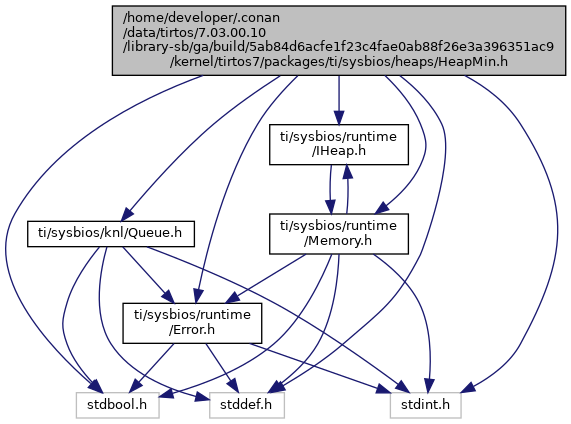 /home/developer/.conan
/data/tirtos/7.03.00.10
/library-sb/ga/build/5ab84d6acfe1f23c4fae0ab88f26e3a396351ac9
/kernel/tirtos7/packages/ti/sysbios/heaps/HeapMin.h
ti/sysbios/runtime
/IHeap.h
ti/sysbios/knl/Queue.h
ti/sysbios/runtime
/Memory.h
ti/sysbios/runtime
/Error.h
stdbool.h
stddef.h
stdint.h